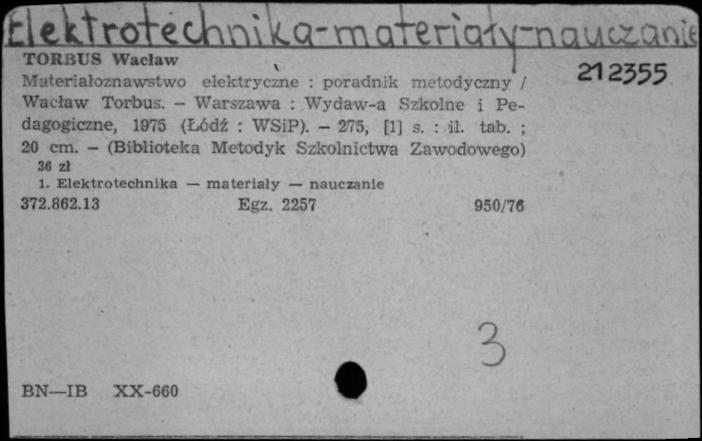 Elektrotechnika-materiały-nauczanie
TORBUS Wacław
212355
Materiałoznawstwo elektryczne : poradnik metodyczny /
Wacław Torbus. – Warszawa : Wydaw-a Szkolne i Pe-
dagogiczne, 1975 (Łódź : WSiP). – 275, [1] s. : il. tab. ;
20 cm. – (Biblioteka Metodyk Szkolnictwa Zawodowego)
36 zł
1. Elektrotechnika — materiały — nauczanie
372.862.13 Egz. 2257 950/76
3
BN—IB XX-660